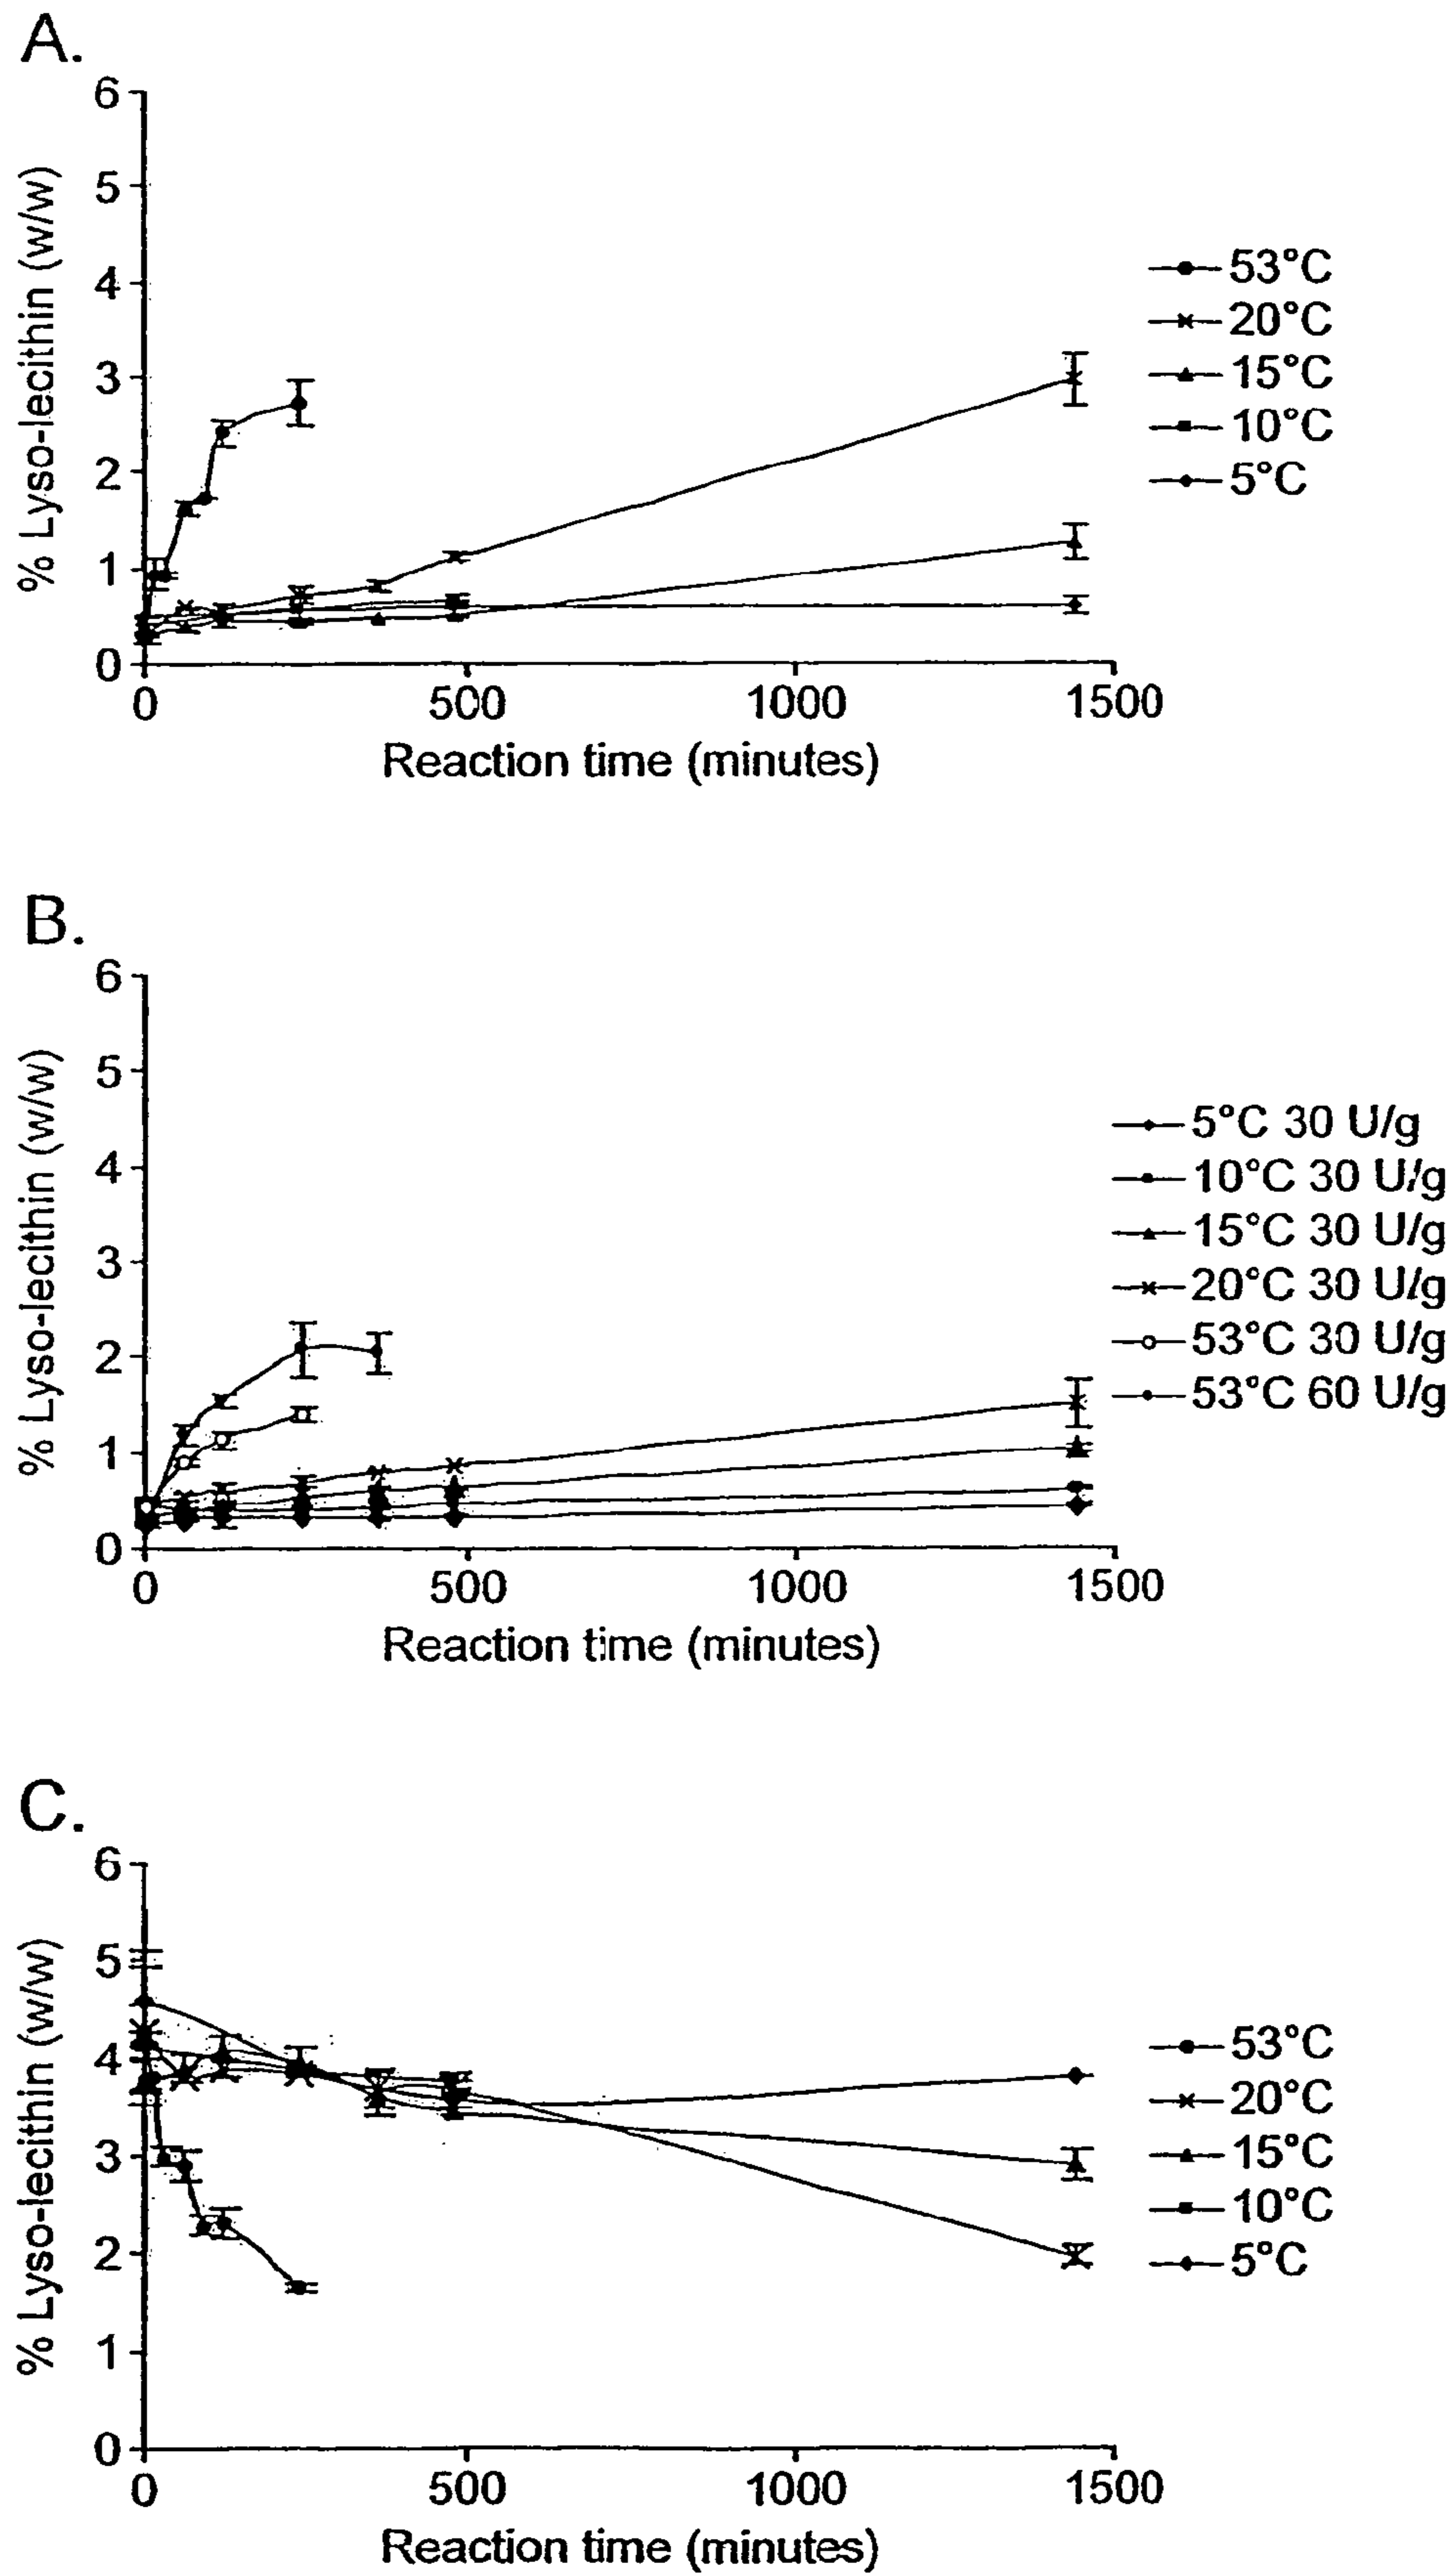 A.
6
5
4
3
2
1
0
% Lyso-lecithin (w/w)
0 500 1000 1500
Reaction time (minutes)
53°C
20°C
15°C
10°C
5°C
B.
6
5
4
3
2
1
0
% Lyso-lecithin (w/w)
0 500 1000 1500
Reaction time (minutes)
5°C 30 U/g
10°C 30 U/g
15°C 30 U/g
20°C 30 U/g
53°C 30 U/g
53°C 60 U/g
C.
6
5
4
3
2
1
0
% Lyso-lecithin (w/w)
0 500 1000 1500
Reaction time (minutes)
53°C
20°C
15°C
10°C
5°C